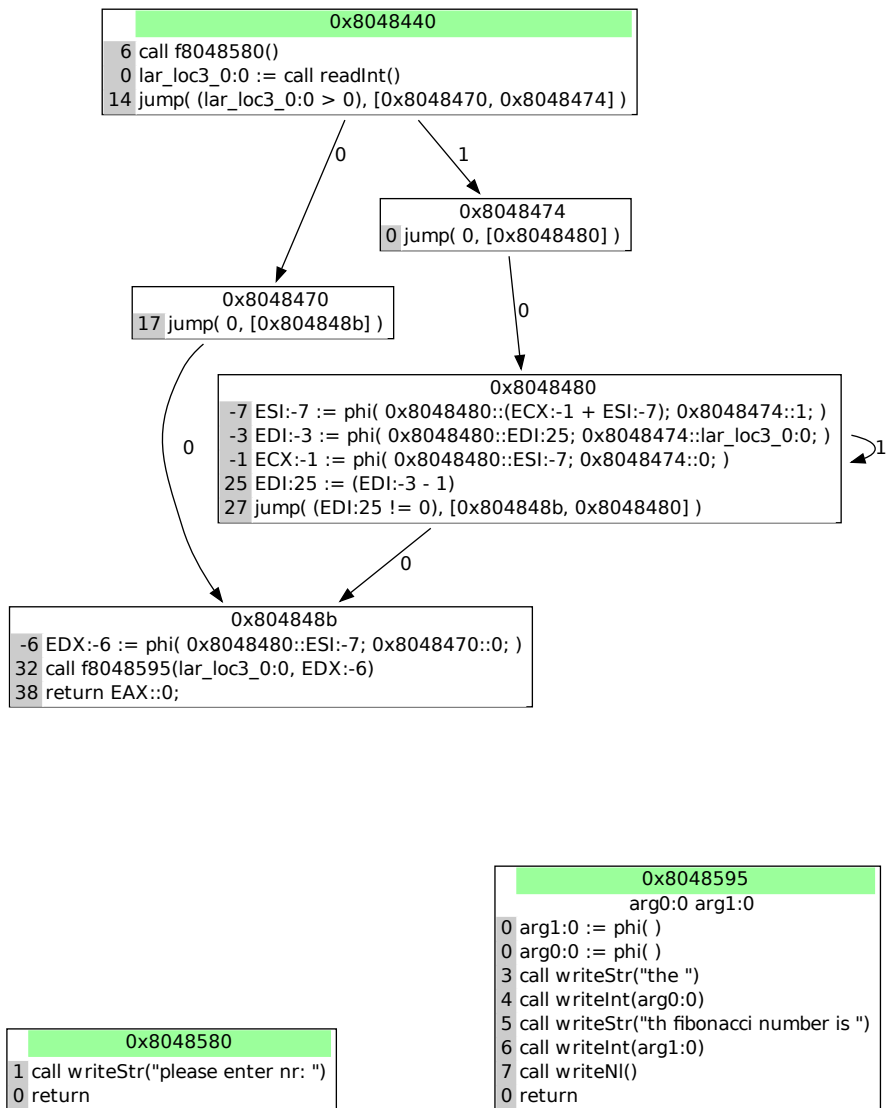 0x8048440
6 call f8048580()
0 lar_loc3_0:0 := call readInt()
14 jump( (lar_loc3_0:0 > 0), [0x8048470, 0x8048474] )
0
1
0x8048474
0 jump( 0, [0x8048480] )
0x8048470
17 jump( 0, [0x804848b] )
0
0x8048480
-7 ESI:-7 := phi( 0x8048480::(ECX:-1 + ESI:-7); 0x8048474::1; )
-3 EDI:-3 := phi( 0x8048480::EDI:25; 0x8048474::lar_loc3_0:0; )
-1 ECX:-1 := phi( 0x8048480::ESI:-7; 0x8048474::0; )
25 EDI:25 := (EDI:-3 - 1)
27 jump( (EDI:25 != 0), [0x804848b, 0x8048480] )
0
1
0
0x804848b
-6 EDX:-6 := phi( 0x8048480::ESI:-7; 0x8048470::0; )
32 call f8048595(lar_loc3_0:0, EDX:-6)
38 return EAX::0;
0x8048595
arg0:0 arg1:0
0 arg1:0 := phi( )
0 arg0:0 := phi( )
3 call writeStr("the ")
4 call writeInt(arg0:0)
5 call writeStr("th fibonacci number is ")
6 call writeInt(arg1:0)
7 call writeNl()
0 return
0x8048580
1 call writeStr("please enter nr: ")
0 return